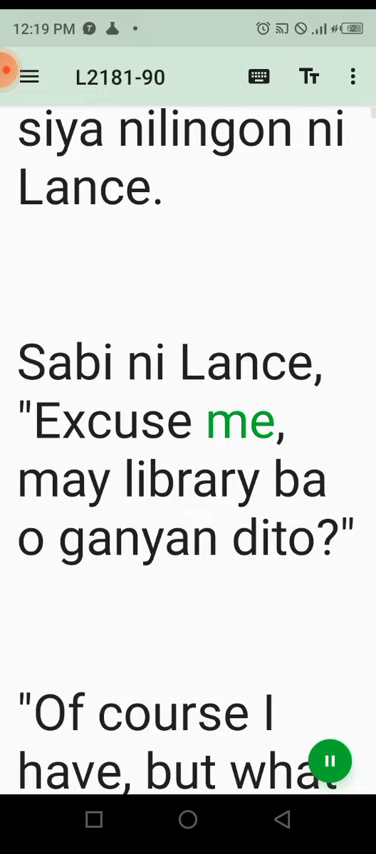 12:19 PM
L2181-90
siya nilingon ni
Lance.
Sabi ni Lance,
"Excuse me,
may library ba
o ganyan dito?"
"Of course I
have, but what